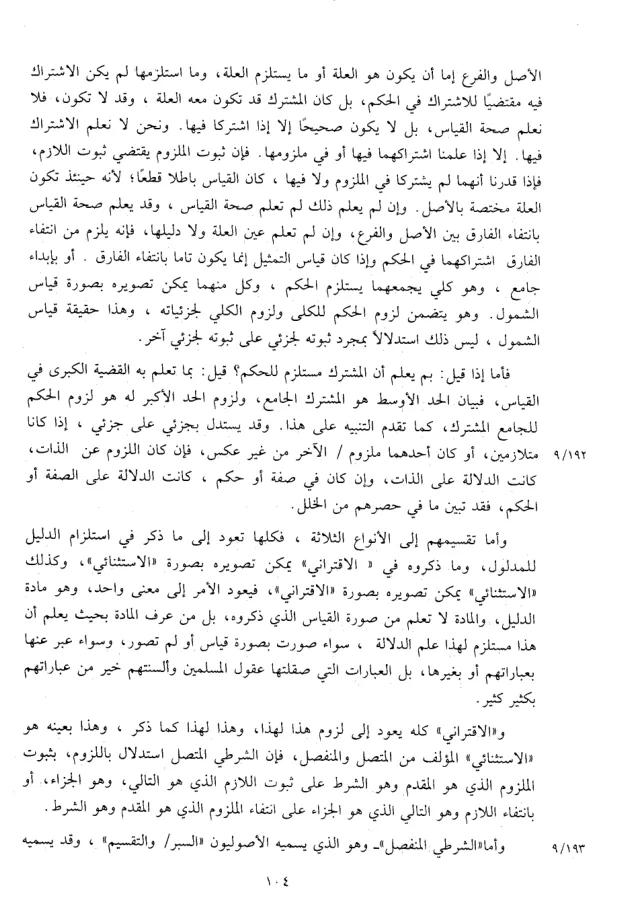 الأصل والفرع إما أن يكون هو العلة أو ما يستلزم العلة، وما استلزمها لم يكن الاشتراك
فيه مقتضيًا للاشتراك في الحكم، بل كان المشترك قد تكون معه العلة ، وقد لا تكون، فلا
نعلم صحة القياس، بل لا يكون صحيحًا إلا إذا اشتركا فيها. ونحن لا نعلم الاشتراك
فيها. إلا إذا علمنا اشتراكهما فيها أو في ملزومها. فإن ثبوت الملزوم يقتضي ثبوت اللازم،
فإذا قدرنا أنهما لم يشتركا في الملزوم ولا فيها ، كان القياس باطلا قطعًا؛ لأنه حينئذ تكون
العلة مختصة بالأصل. وإن لم يعلم ذلك لم تعلم صحة القياس ، وقد يعلم صحة القياس
بانتفاء الفارق بين الأصل والفرع، وإن لم تعلم عين العلة ولا دليلها، فإنه يلزم من انتفاء
الفارق اشتراكهما في الحكم وإذا كان قياس التمثيل إنما يكون تاما بانتفاء الفارق . أو بإبداء
جامع ، وهو كلي يجمعهما يستلزم الحكم ، وكل منهما يمكن تصويره بصورة قياس
الشمول. وهو يتضمن لزوم الحكم للكلى ولزوم الكلي لجزئياته ، وهذا حقيقة قياس
الشمول ، ليس ذلك استدلالاً بمجرد ثبوته لجزئي على ثبوته لجزئي آخر.
فأما إذا قيل: بم يعلم أن المشترك مستلزم للحكم؟ قيل: بما تعلم به القضية الكبرى في
القياس، فبيان الحد الأوسط هو المشترك الجامع، ولزوم الحد الأكبر له هو لزوم الحكم
للجامع المشترك، كما تقدم التنبيه على هذا. وقد يستدل بجزئي على جزئي ، إذا كانا
٩/١٩٢ متلازمين، أو كان أحدهما ملزوم / الآخر من غير عكس، فإن كان اللزوم عن الذات،
كانت الدلالة على الذات، وإن كان في صفة أو حكم ، كانت الدلالة على الصفة أو
الحكم، فقد تبين ما في حصرهم من الخلل.
وأما تقسيمهم إلى الأنواع الثلاثة ، فكلها تعود إلى ما ذكر في استلزام الدليل
للمدلول، وما ذكروه في « الاقتراني» يمكن تصويره بصورة «الاستثنائي»، وكذلك
«الاستثنائي» يمكن تصويره بصورة «الاقتراني»، فيعود الأمر إلى معنى واحد، وهو مادة
الدليل، والمادة لا تعلم من صورة القياس الذي ذكروه، بل من عرف المادة بحيث يعلم أن
هذا مستلزم لهذا علم الدلالة ، سواء صورت بصورة قياس أو لم تصور، وسواء عبر عنها
بعباراتهم أو بغيرها، بل العبارات التي صقلتها عقول المسلمين وألسنتهم خير من عباراتهم
بكثير كثير.
و«الاقتراني» كله يعود إلى لزوم هذا لهذا، وهذا لهذا كما ذكر ، وهذا بعينه هو
«الاستثنائي» المؤلف من المتصل والمنفصل، فإن الشرطي المتصل استدلال باللزوم، بثبوت
الملزوم الذي هو المقدم وهو الشرط على ثبوت اللازم الذي هو التالي، وهو الجزاء، أو
بانتفاء اللازم وهو التالي الذي هو الجزاء على انتفاء الملزوم الذي هو المقدم وهو الشرط.
٩/١٩٣ وأما«الشرطي المنفصل»ـ وهو الذي يسميه الأصوليون «السبر/ والتقسيم» ، وقد يسميه
١٠٤